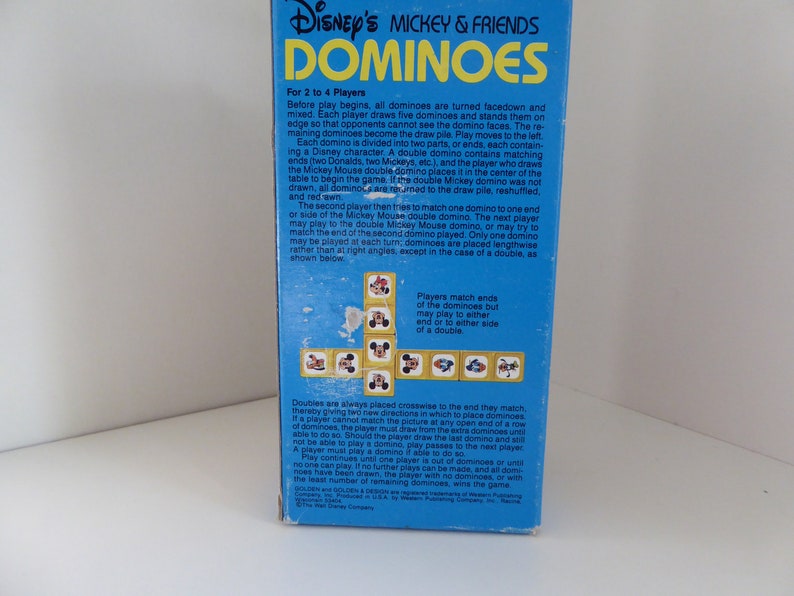 Disney's MICKEY & FRIENDS
DOMINOES
For 2 to 4 Players
Before play begins, all dominoes are turned facedown and
mixed. Each player draws five dominoes and stands them on
edge so that opponents cannot see the domino faces. The re-
maining dominoes become the draw pile. Play moves to the left.
Each domino is divided into two parts, or ends, each contain-
ing a Disney character. A double domino contains matching
ends (two Donalds, two Mickeys, etc.), and the player who draws
the Mickey Mouse double domino places it in the center of the
table to begin the game. If the double Mickey domino was not
drawn, all dominoes are returned to the draw pile, reshuffled,
and redrawn.
The second player then tries to match one domino to one end
or side of the Mickey Mouse double domino. The next player
may play to the double Mickey Mouse domino, or may try to
match the end of the second domino played. Only one domino
may be played at each turn; dominoes are placed lengthwise
rather than at right angles, except in the case of a double, as
shown below.
Players match ends
of the dominoes but
may play to either
end or to either side
of a double.
Doubles are always placed crosswise to the end they match,
thereby giving two new directions in which to place dominoes.
If a player cannot match the picture at any open end of a row
of dominoes, the player must draw from the extra dominoes until
able to do so. Should the player draw the last domino and still
not be able to play a domino, play passes to the next player.
A player must play a domino if able to do so.
Play continues until one player is out of dominoes or until
no one can play. If no further plays can be made, and all domi-
noes have been drawn, the player with no dominoes, or with
the least number of remaining dominoes, wins the game.
GOLDEN and GOLDEN & DESIGN are registered trademarks of Western Publishing
Company, Inc. Produced in U.S.A. by Western Publishing Company, Inc., Racine,
Wisconsin 53404.
©The Walt Disney Company